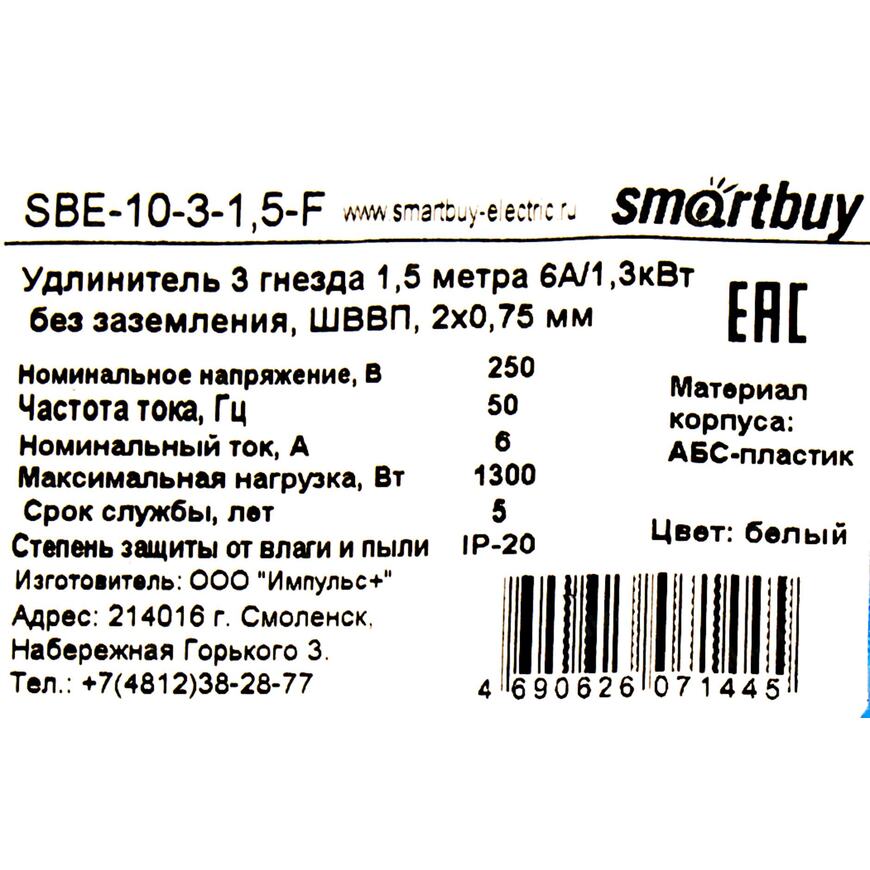 SBE-10-3-1,5-F www.smartbuy-electric.ru smartbuy
Удлинитель 3 гнезда 1,5 метра 6А/1,3кВт
без заземления, ШВВП, 2x0,75 мм
EAC
Номинальное напряжение, В 250
Частота тока, Гц 50
Номинальный ток, А 6
Максимальная нагрузка, Вт 1300
Срок службы, лет 5
Степень защиты от влаги и пыли IP-20
Материал
корпуса:
АБС-пластик
Цвет: белый
Изготовитель: ООО "Импульс+"
Адрес: 214016 г. Смоленск,
Набережная Горького 3.
Тел.: +7(4812)38-28-77
4 690626 071445